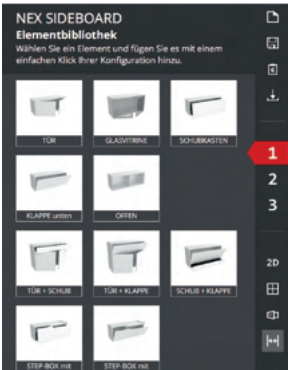 NEX SIDEBOARD
Elementbibliothek
Wählen Sie ein Element und fügen Sie es mit einem
einfachen Klick Ihrer Konfiguration hinzu.
TÜR
GLASVITRINE
SCHUBKASTEN
KLAPPE unten
OFFEN
TÜR + SCHUB
TÜR + KLAPPE
SCHUB + KLAPPE
STEP-BOX mit
STEP-BOX mit
1
2
3
2D